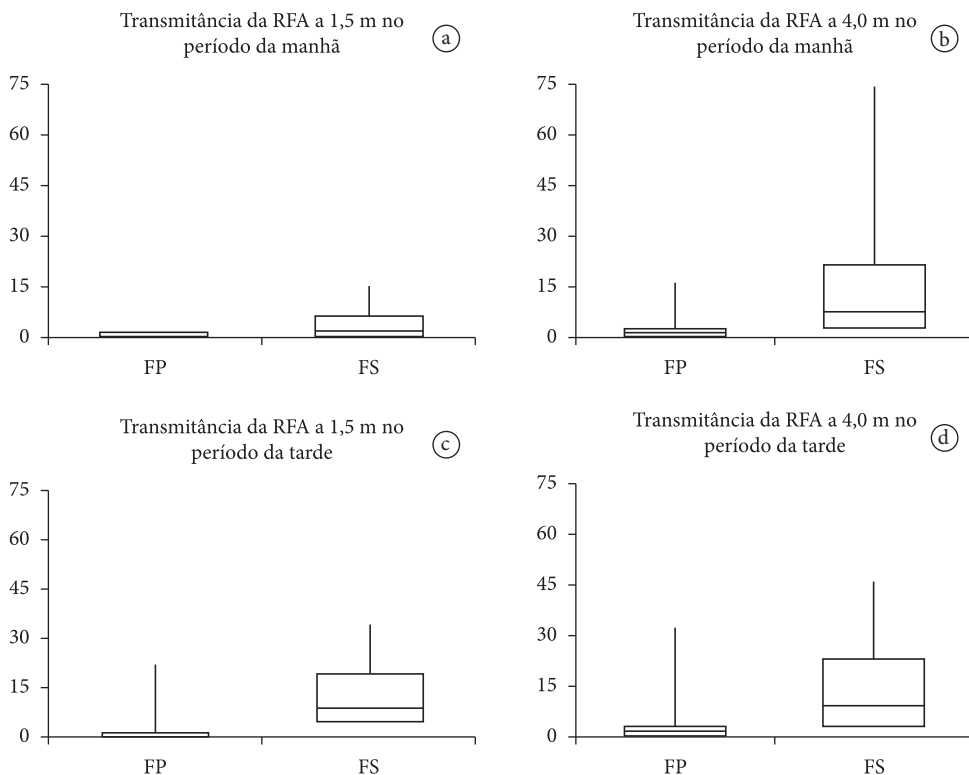 Transmitância da RFA a 1,5 m no
período da manhã
a
75
60
45
30
15
0
FP
FS
Transmitância da RFA a 4,0 m no
período da manhã
b
75
60
45
30
15
0
FP
FS
Transmitância da RFA a 1,5 m no
período da tarde
c
75
60
45
30
15
0
FP
FS
Transmitância da RFA a 4,0 m no
período da tarde
d
75
60
45
30
15
0
FP
FS